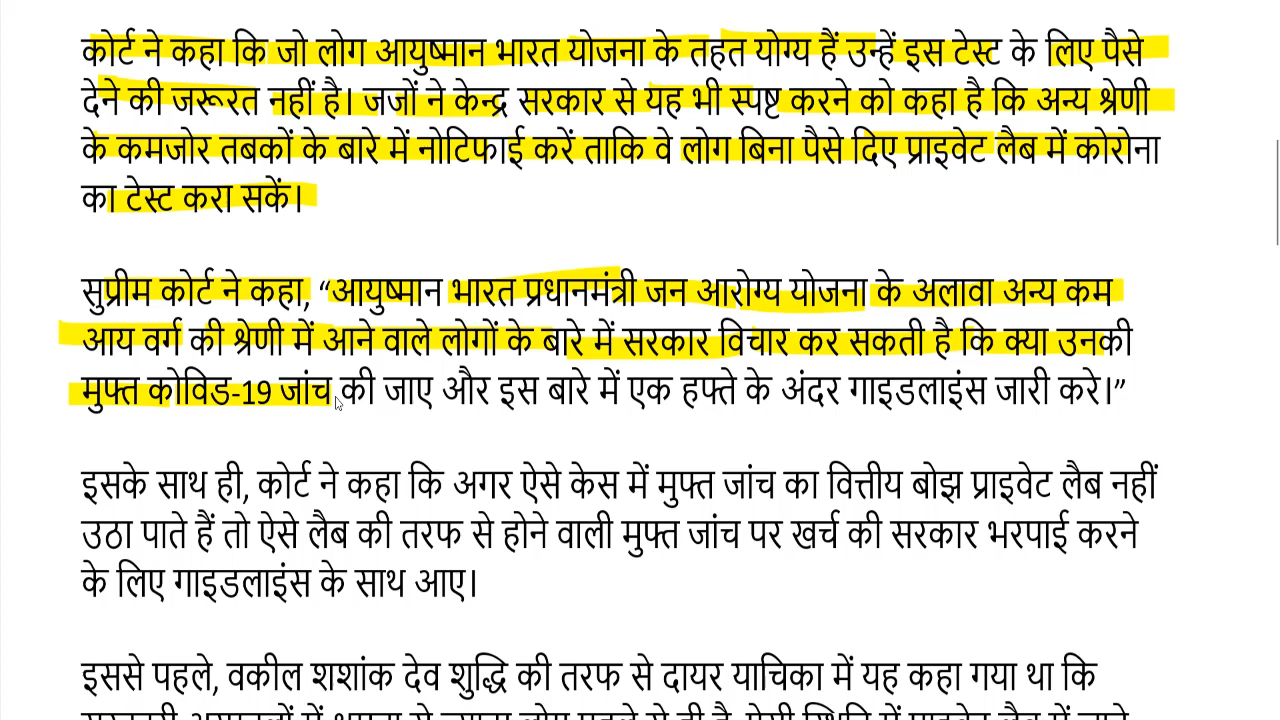 कोर्ट ने कहा कि जो लोग आयुष्मान भारत योजना के तहत योग्य हैं उन्हें इस टेस्ट के लिए पैसे
देने की जरूरत नहीं है। जजों ने केन्द्र सरकार से यह भी स्पष्ट करने को कहा है कि अन्य श्रेणी
के कमजोर तबकों के बारे में नोटिफाई करें ताकि वे लोग बिना पैसे दिए प्राइवेट लैब में कोरोना
का टेस्ट करा सकें।
सुप्रीम कोर्ट ने कहा, “आयुष्मान भारत प्रधानमंत्री जन आरोग्य योजना के अलावा अन्य कम
आय वर्ग की श्रेणी में आने वाले लोगों के बारे में सरकार विचार कर सकती है कि क्या उनकी
मुफ्त कोविड-19 जांच की जाए और इस बारे में एक हफ्ते के अंदर गाइडलाइंस जारी करे।”
इसके साथ ही, कोर्ट ने कहा कि अगर ऐसे केस में मुफ्त जांच का वित्तीय बोझ प्राइवेट लैब नहीं
उठा पाते हैं तो ऐसे लैब की तरफ से होने वाली मुफ्त जांच पर खर्च की सरकार भरपाई करने
के लिए गाइडलाइंस के साथ आए।
इससे पहले, वकील शशांक देव शुद्धि की तरफ से दायर याचिका में यह कहा गया था कि